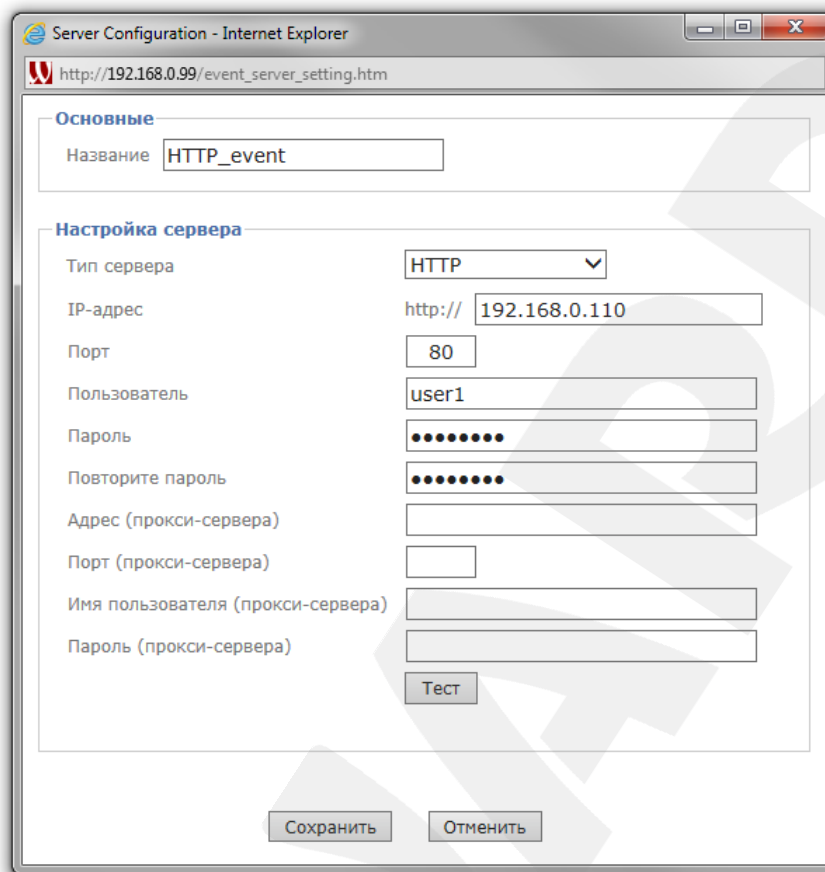 Server Configuration - Internet Explorer
http://192.168.0.99/event_server_setting.htm
Основные
Название HTTP_event
Настройка сервера
Тип сервера HTTP
IP-адрес http:// 192.168.0.110
Порт 80
Пользователь user1
Пароль ●●●●●●●●
Повторите пароль ●●●●●●●●
Адрес (прокси-сервера)
Порт (прокси-сервера)
Имя пользователя (прокси-сервера)
Пароль (прокси-сервера)
Тест
Сохранить Отменить